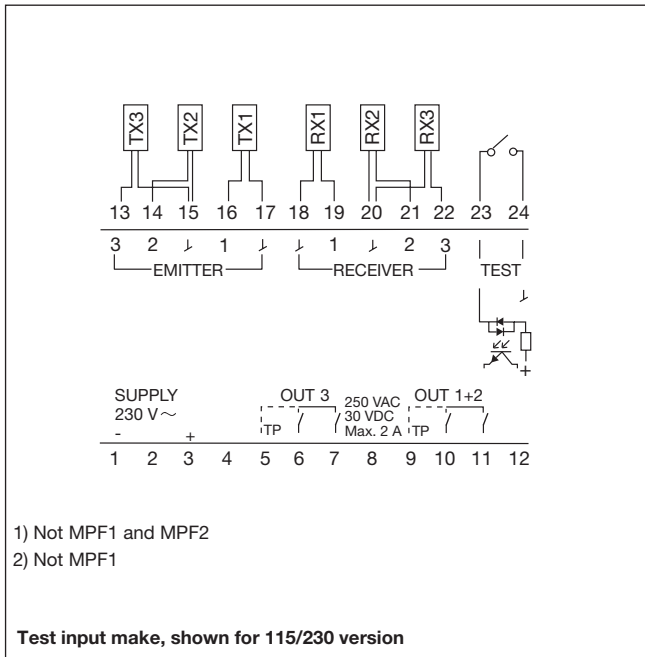 TX3 TX2 TX1 RX1 RX2 RX3
13 14 15 16 17 18 19 20 21 22 23 24
3 2 1 1 2 3
EMITTER RECEIVER TEST
+
SUPPLY OUT 3 250 VAC OUT 1+2
230 V~ 30 VDC
- + TP Max. 2 A TP
1 2 3 4 5 6 7 8 9 10 11 12
1) Not MPF1 and MPF2
2) Not MPF1
Test input make, shown for 115/230 version